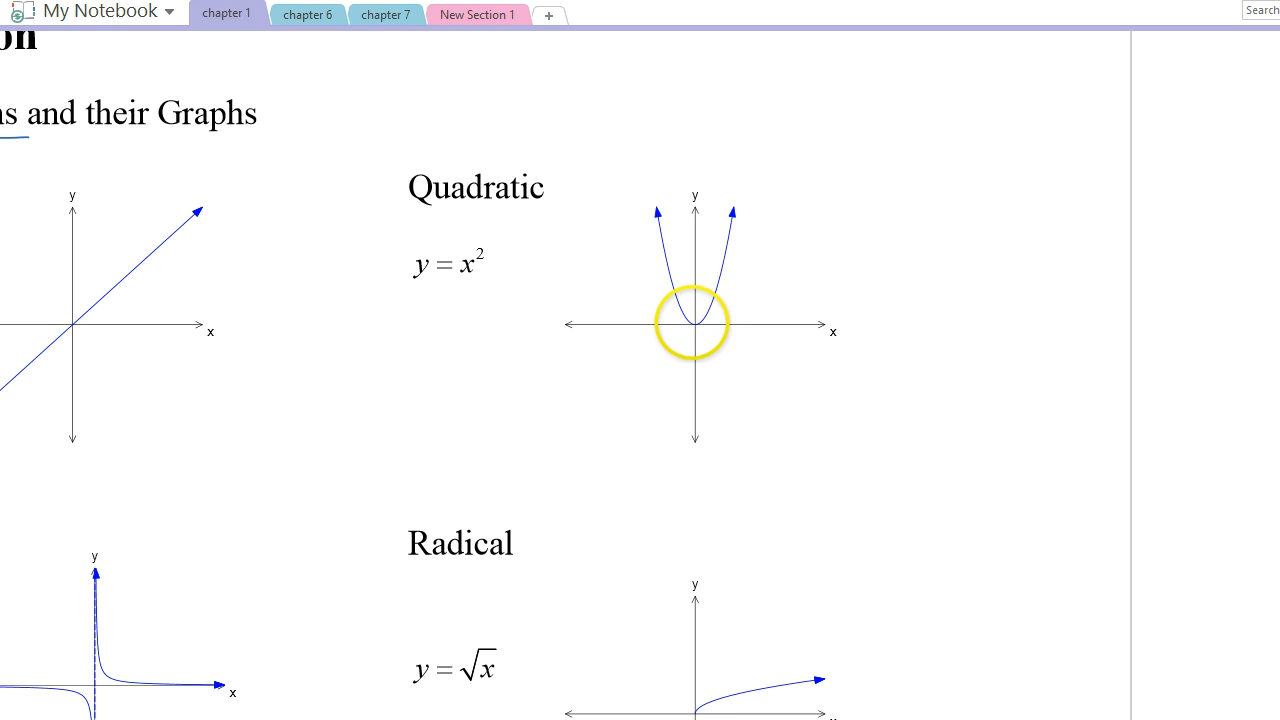 My Notebook
chapter 1
chapter 6
chapter 7
New Section 1
+
Search
on
ns and their Graphs
y
x
Quadratic
y = x²
y
x
y
x
Radical
y = √x
y